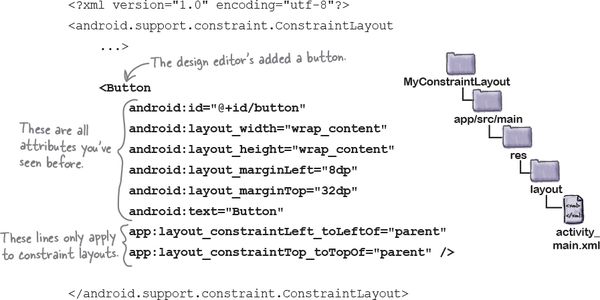 <?xml version="1.0" encoding="utf-8"?>
<android.support.constraint.ConstraintLayout
...>
The design editor's added a button.
<Button
android:id="@+id/button"
android:layout_width="wrap_content"
android:layout_height="wrap_content"
android:layout_marginLeft="8dp"
android:layout_marginTop="32dp"
android:text="Button"
These are all
attributes you've
seen before.
app:layout_constraintLeft_toLeftOf="parent"
app:layout_constraintTop_toTopOf="parent" />
These lines only apply
to constraint layouts.
</android.support.constraint.ConstraintLayout>
MyConstraintLayout
app/src/main
res
layout
<xml>
</xml>
activity_
main.xml